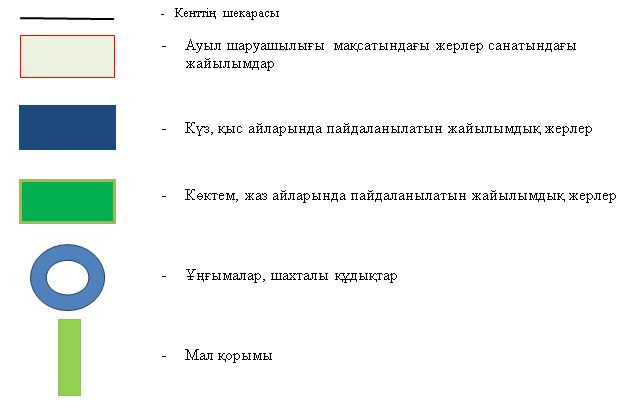 - Кенттің шекарасы
- Ауыл шаруашылығы мақсатындағы жерлер санатындағы
жайылымдар
- Күз, қыс айларында пайдаланылатын жайылымдық жерлер
- Көктем, жаз айларында пайдаланылатын жайылымдық жерлер
- Ұңғымалар, шахталы құдықтар
- Мал қорымы